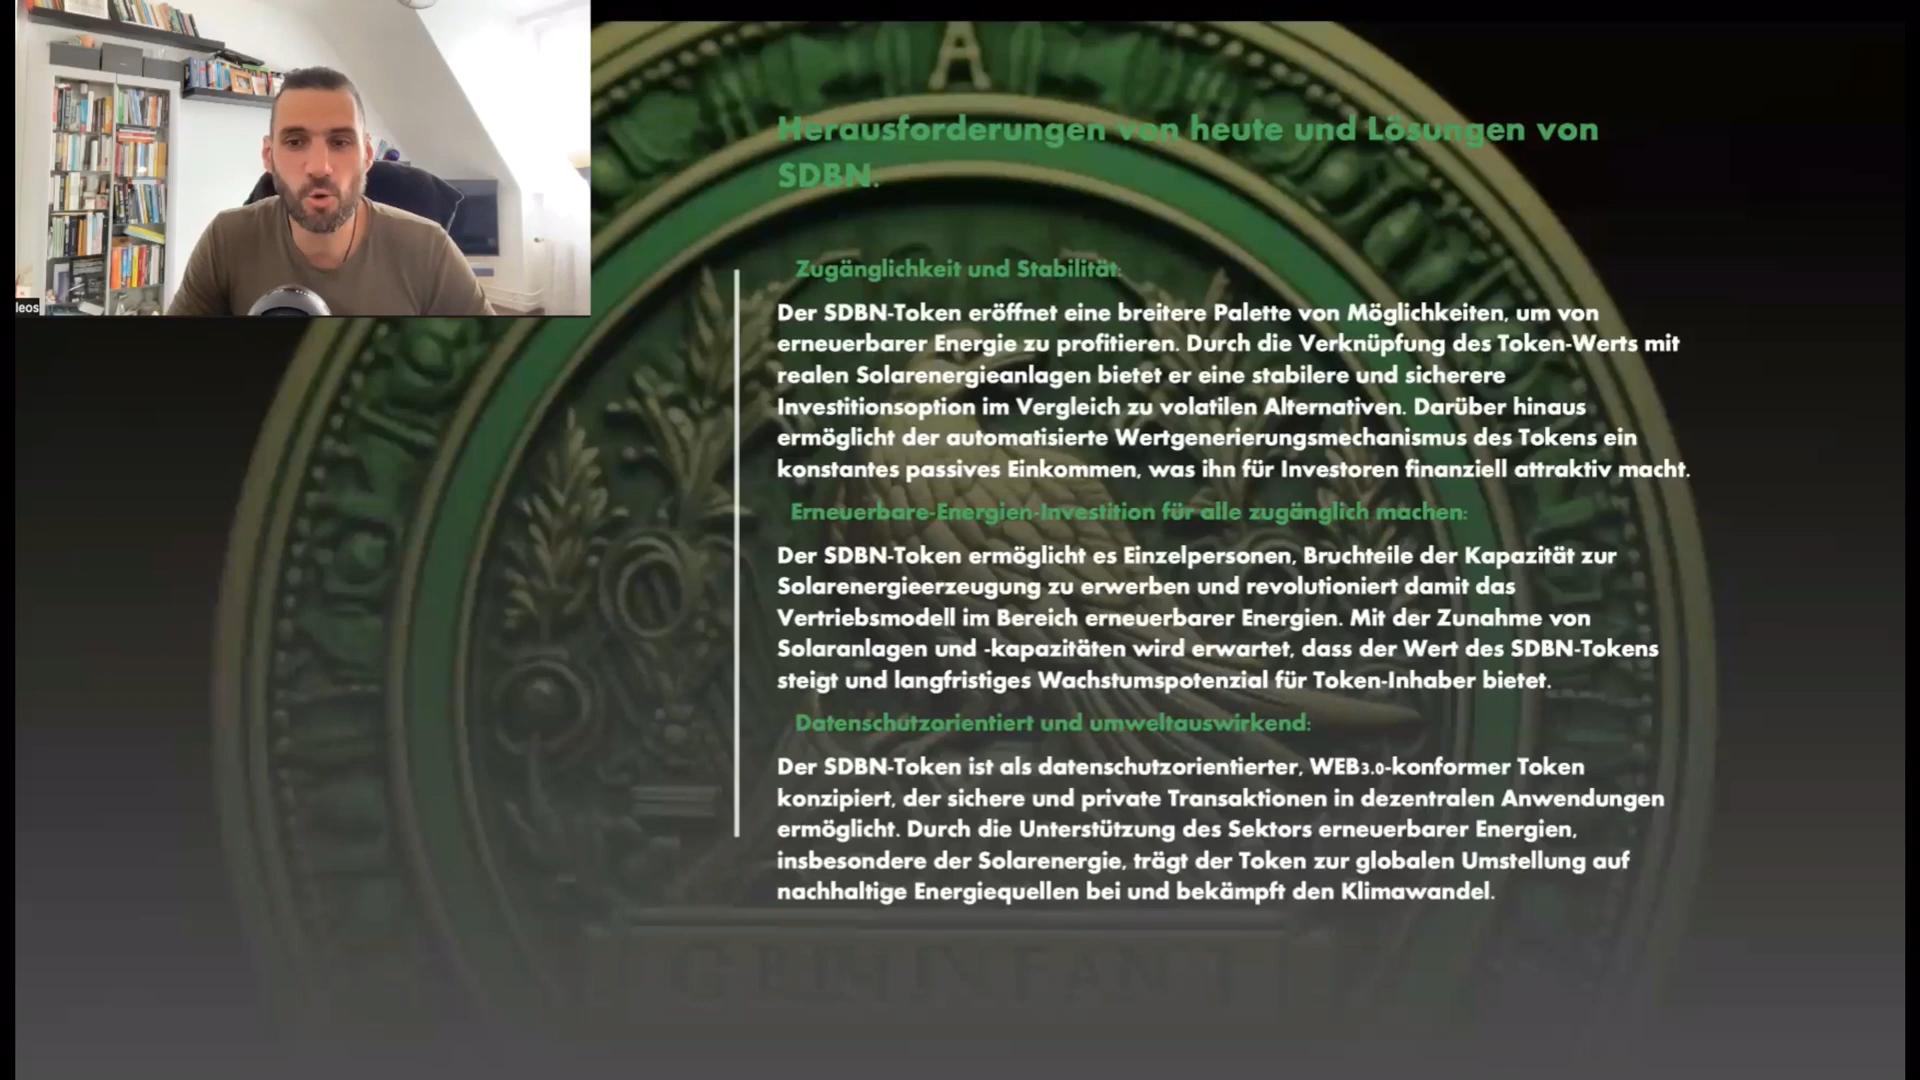 A
Herausforderungen von heute und Lösungen von
SDBN.
Zugänglichkeit und Stabilität:
Der SDBN-Token eröffnet eine breitere Palette von Möglichkeiten, um von
erneuerbarer Energie zu profitieren. Durch die Verknüpfung des Token-Werts mit
realen Solarenergieanlagen bietet er eine stabilere und sicherere
Investitionsoption im Vergleich zu volatilen Alternativen. Darüber hinaus
ermöglicht der automatisierte Wertgenerierungsmechanismus des Tokens ein
konstantes passives Einkommen, was ihn für Investoren finanziell attraktiv macht.
Erneuerbare-Energien-Investition für alle zugänglich machen:
Der SDBN-Token ermöglicht es Einzelpersonen, Bruchteile der Kapazität zur
Solarenergieerzeugung zu erwerben und revolutioniert damit das
Vertriebsmodell im Bereich erneuerbarer Energien. Mit der Zunahme von
Solaranlagen und -kapazitäten wird erwartet, dass der Wert des SDBN-Tokens
steigt und langfristiges Wachstumspotenzial für Token-Inhaber bietet.
Datenschutzorientiert und umweltauswirkend:
Der SDBN-Token ist als datenschutzorientierter, WEB3.0-konformer Token
konzipiert, der sichere und private Transaktionen in dezentralen Anwendungen
ermöglicht. Durch die Unterstützung des Sektors erneuerbarer Energien,
insbesondere der Solarenergie, trägt der Token zur globalen Umstellung auf
nachhaltige Energiequellen bei und bekämpft den Klimawandel.
leos